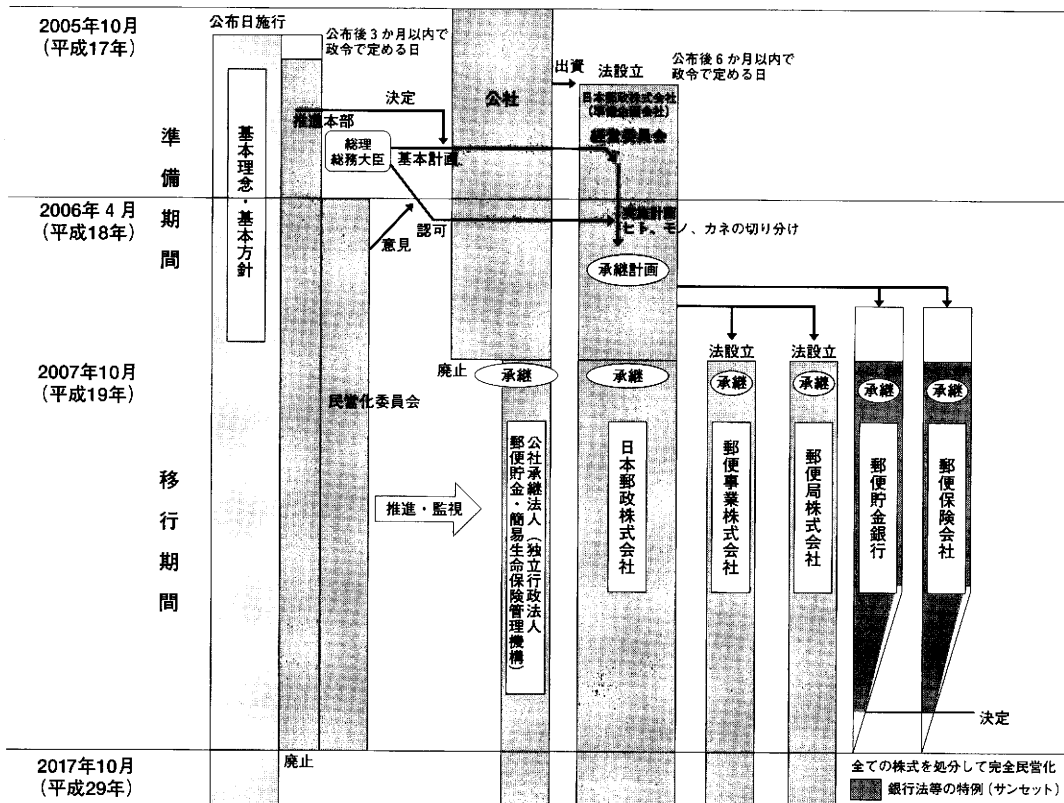 2005年10月
(平成17年)
公布日施行
公布後3か月以内で
政令で定める日
公社
出資
法設立
公布後6か月以内で
政令で定める日
日本郵政株式会社
(準備企画会社)
経営委員会
決定
推進本部
総理
総務大臣
基本計画
準備期間
基本理念・基本方針
2006年4月
(平成18年)
意見
認可
実施計画
ヒト、モノ、カネの切り分け
承継計画
法設立
法設立
2007年10月
(平成19年)
廃止
承継
承継
承継
承継
承継
承継
民営化委員会
移行期間
推進・監視
公社承継法人(独立行政法人
郵便貯金・簡易生命保険管理機構)
日本郵政株式会社
郵便事業株式会社
郵便局株式会社
郵便貯金銀行
郵便保険会社
決定
2017年10月
(平成29年)
廃止
全ての株式を処分して完全民営化
銀行法等の特例(サンセット)